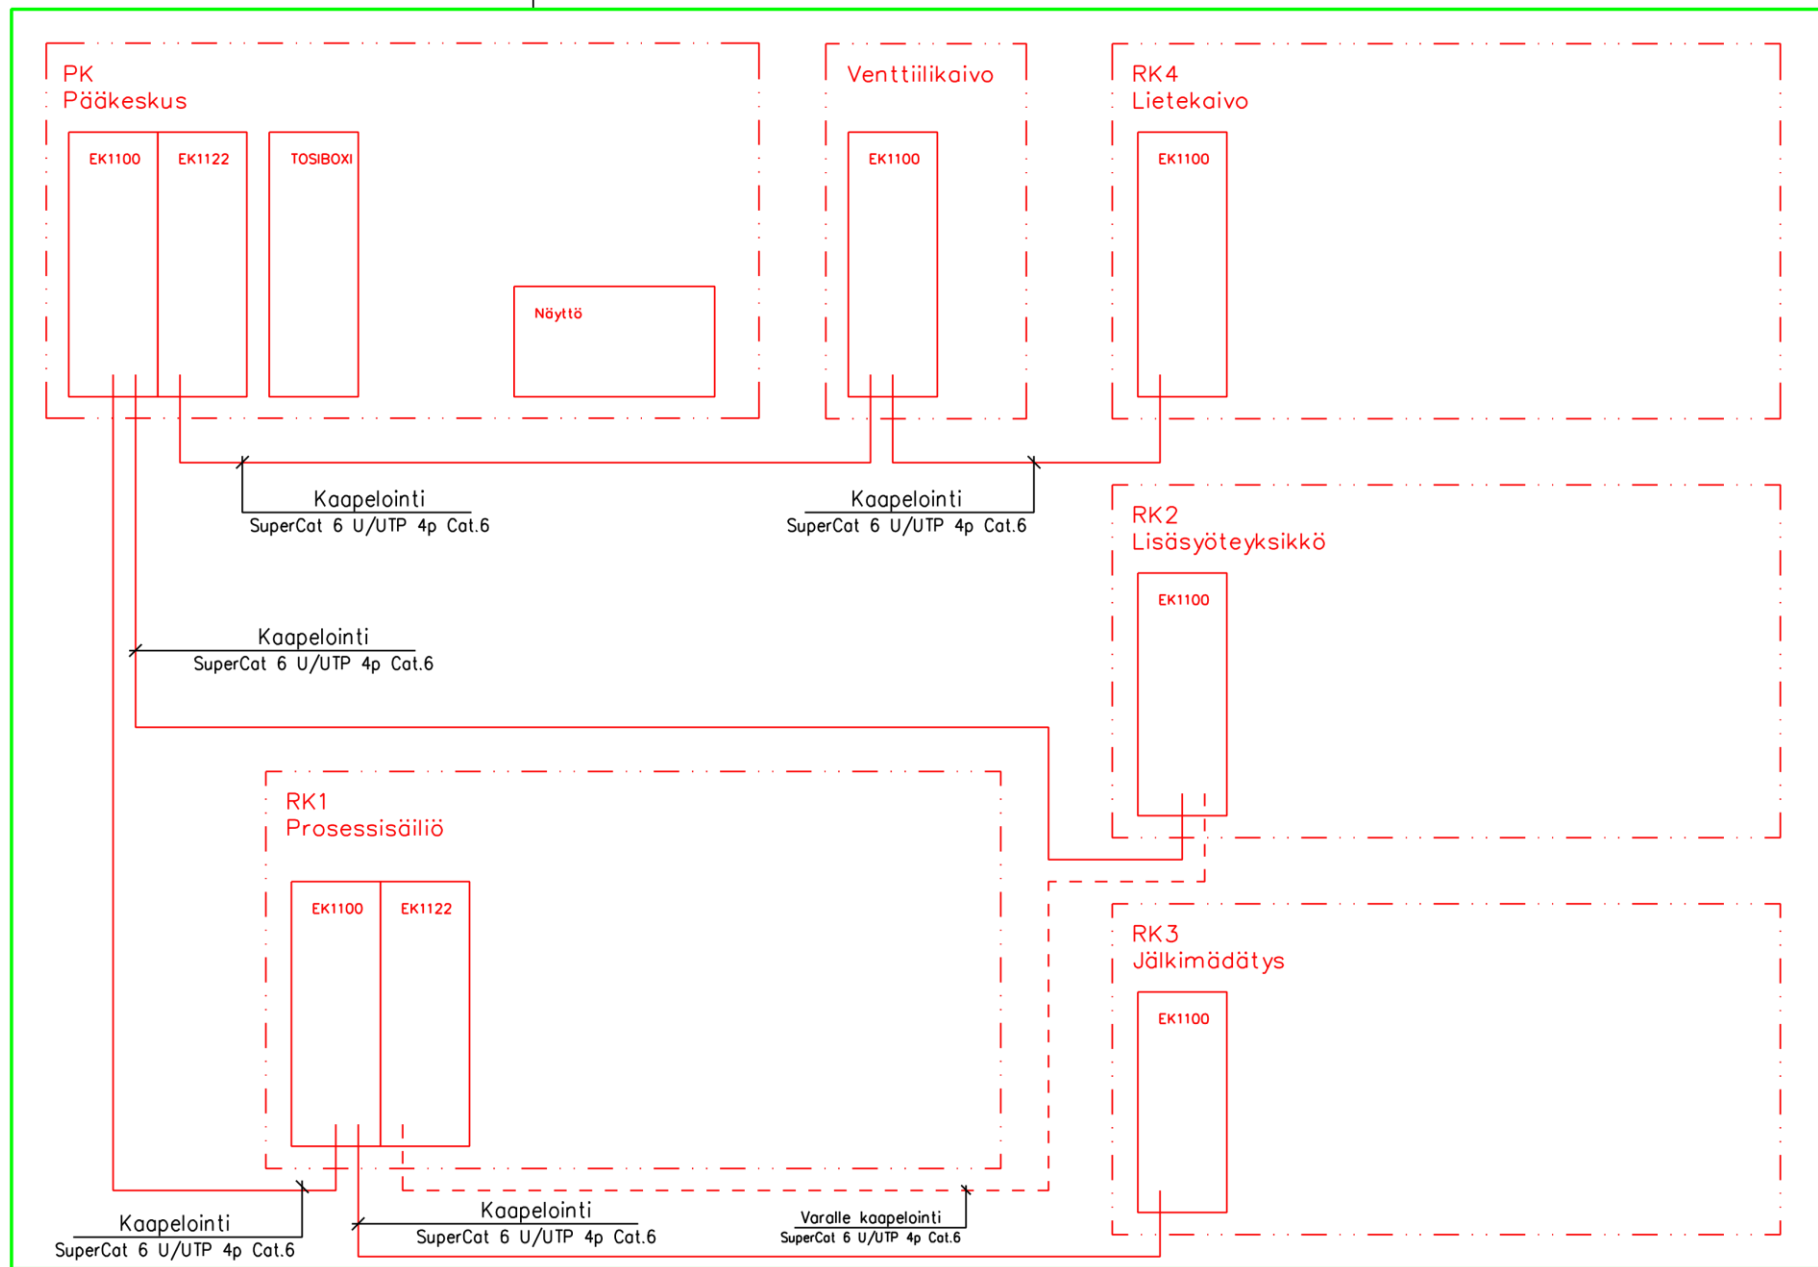 PK
Pääkeskus
EK1100
EK1122
TOSIBOXI
Näyttö
Venttiilikaivo
EK1100
RK4
Lietekaivo
EK1100
Kaapelointi
SuperCat 6 U/UTP 4p Cat.6
Kaapelointi
SuperCat 6 U/UTP 4p Cat.6
RK2
Lisäsyöteyksikkö
EK1100
Kaapelointi
SuperCat 6 U/UTP 4p Cat.6
RK1
Prosessisäiliö
EK1100
EK1122
RK3
Jälkimädätys
EK1100
Kaapelointi
SuperCat 6 U/UTP 4p Cat.6
Kaapelointi
SuperCat 6 U/UTP 4p Cat.6
Varalle kaapelointi
SuperCat 6 U/UTP 4p Cat.6